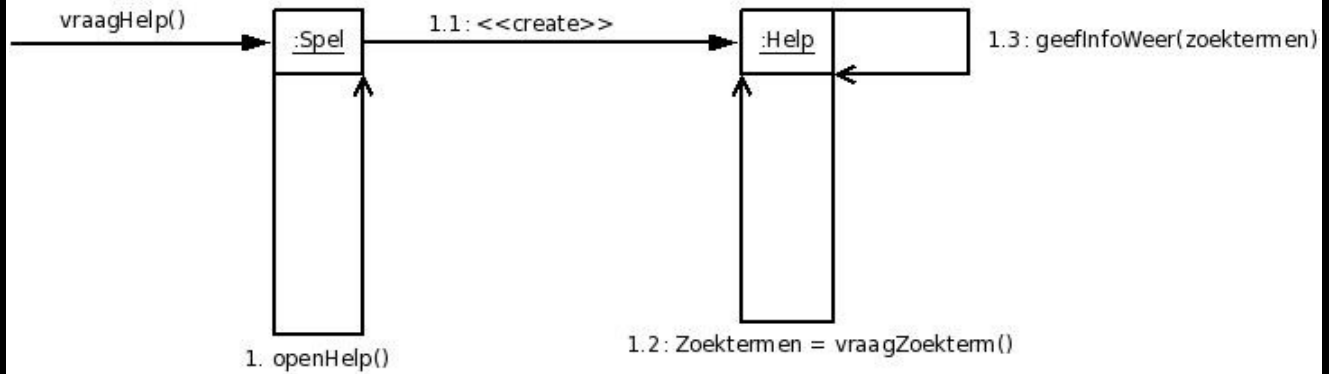 vraagHelp()
:Spel
1.1: <<create>>
:Help
1.3: geefInfoWeer(zoektermen)
1. openHelp()
1.2: Zoektermen = vraagZoekterm()